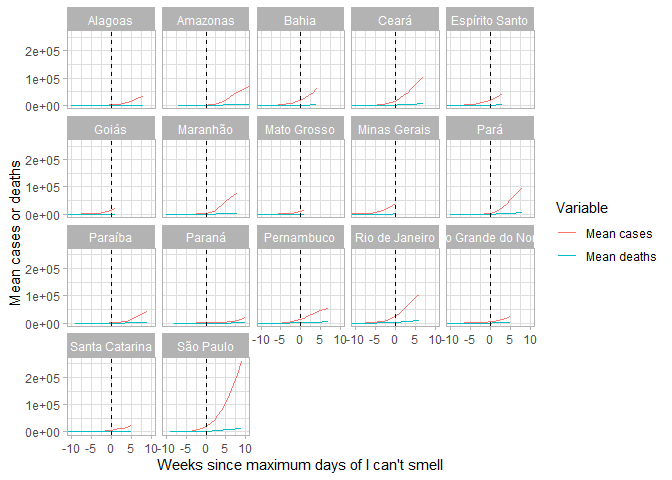 Alagoas Amazonas Bahia Ceará Espírito Santo
2e+05
1e+05
0e+00
Goiás Maranhão Mato Grosso Minas Gerais Pará
2e+05
1e+05
0e+00
Paraíba Paraná Pernambuco Rio de Janeiro o Grande do Nor
2e+05
1e+05
0e+00
-10 -5 0 5 10 -10 -5 0 5 10 -10 -5 0 5 10
Santa Catarina São Paulo
2e+05
1e+05
0e+00
-10 -5 0 5 10 -10 -5 0 5 10
Weeks since maximum days of I can't smell
Mean cases or deaths
Variable
Mean cases
Mean deaths